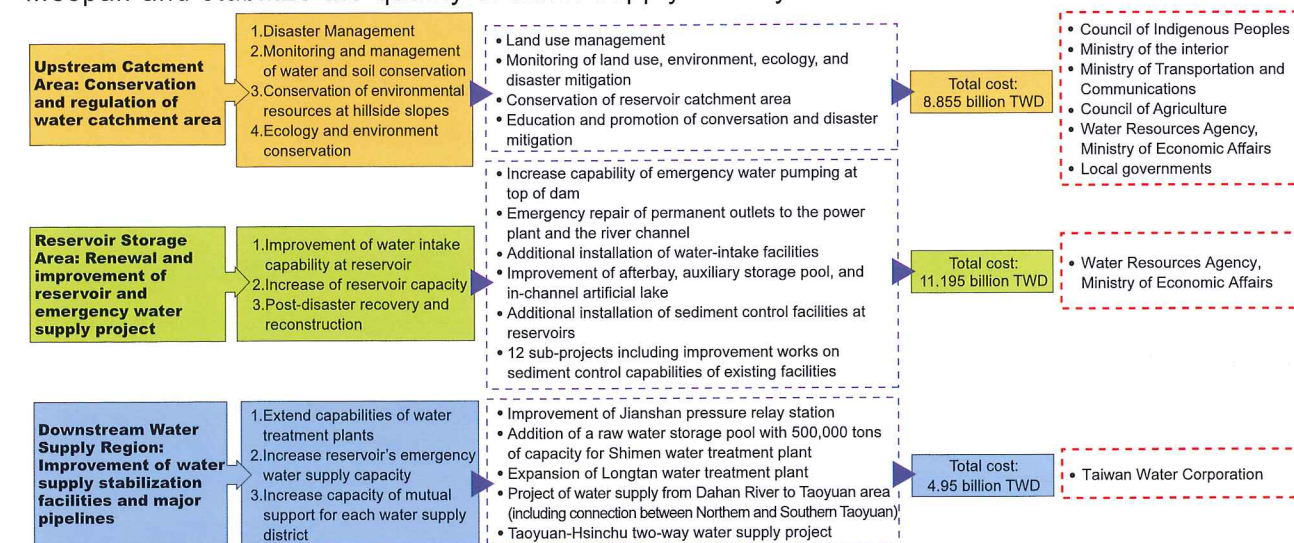 Upstream Catcment
Area: Conservation
and regulation of
water catchment area
1.Disaster Management
2.Monitoring and management
of water and soil conservation
3.Conservation of environmental
resources at hillside slopes
4.Ecology and environment
conservation
• Land use management
• Monitoring of land use, environment, ecology, and
disaster mitigation
• Conservation of reservoir catchment area
• Education and promotion of conversation and disaster
mitigation
Total cost:
8.855 billion TWD
• Council of Indigenous Peoples
• Ministry of the interior
• Ministry of Transportation and
Communications
• Council of Agriculture
• Water Resources Agency,
Ministry of Economic Affairs
• Local governments
Reservoir Storage
Area: Renewal and
improvement of
reservoir and
emergency water
supply project
1.Improvement of water intake
capability at reservoir
2.Increase of reservoir capacity
3.Post-disaster recovery and
reconstruction
• Increase capability of emergency water pumping at
top of dam
• Emergency repair of permanent outlets to the power
plant and the river channel
• Additional installation of water-intake facilities
• Improvement of afterbay, auxiliary storage pool, and
in-channel artificial lake
• Additional installation of sediment control facilities at
reservoirs
• 12 sub-projects including improvement works on
sediment control capabilities of existing facilities
Total cost:
11.195 billion TWD
• Water Resources Agency,
Ministry of Economic Affairs
Downstream Water
Supply Region:
Improvement of water
supply stabilization
facilities and major
pipelines
1.Extend capabilities of water
treatment plants
2.Increase reservoir's emergency
water supply capacity
3.Increase capacity of mutual
support for each water supply
district
• Improvement of Jianshan pressure relay station
• Addition of a raw water storage pool with 500,000 tons
of capacity for Shimen water treatment plant
• Expansion of Longtan water treatment plant
• Project of water supply from Dahan River to Taoyuan area
(including connection between Northern and Southern Taoyuan)
• Taoyuan-Hsinchu two-way water supply project
Total cost:
4.95 billion TWD
• Taiwan Water Corporation